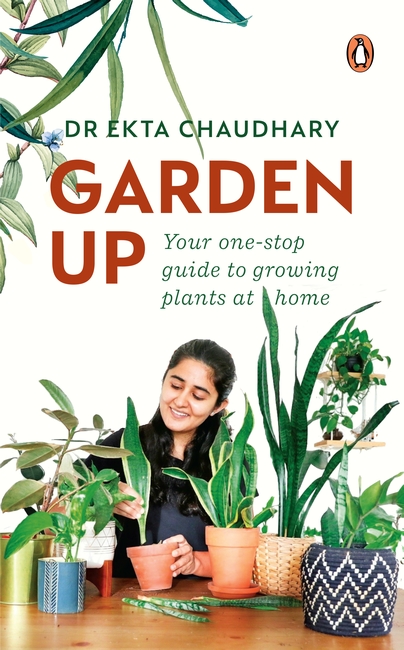 DR EKTA CHAUDHARY
GARDEN
UP
Your one-stop
guide to growing
plants at home